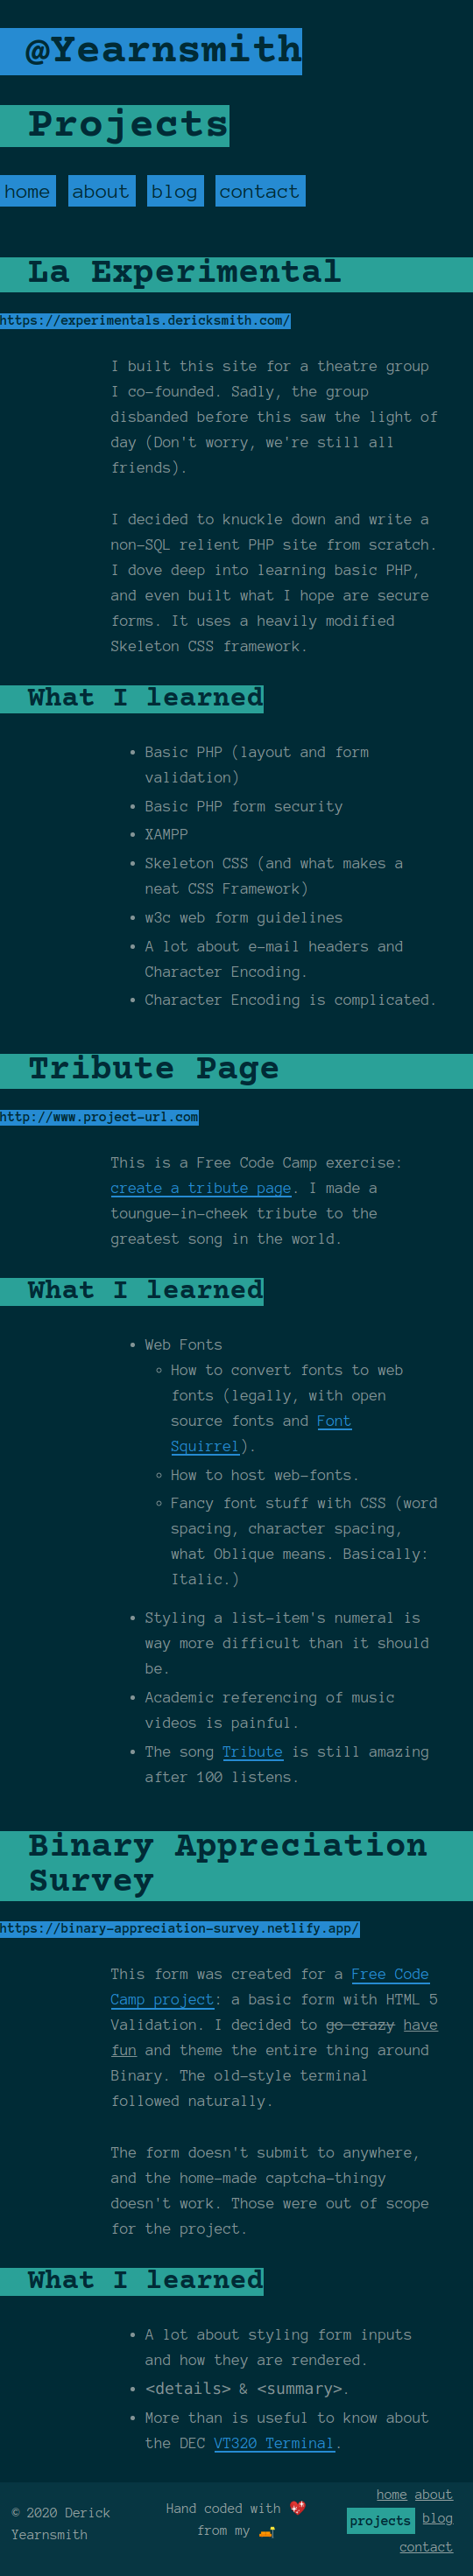 @Yearnsmith
Projects
home about blog contact
La Experimental
https://experimentals.dericksmith.com/
I built this site for a theatre group
I co-founded. Sadly, the group
disbanded before this saw the light of
day (Don't worry, we're still all
friends).
I decided to knuckle down and write a
non-SQL relient PHP site from scratch.
I dove deep into learning basic PHP,
and even built what I hope are secure
forms. It uses a heavily modified
Skeleton CSS framework.
What I learned
• Basic PHP (layout and form
validation)
• Basic PHP form security
• XAMPP
• Skeleton CSS (and what makes a
neat CSS Framework)
• w3c web form guidelines
• A lot about e-mail headers and
Character Encoding.
• Character Encoding is complicated.
Tribute Page
http://www.project-url.com
This is a Free Code Camp exercise:
create a tribute page. I made a
toungue-in-cheek tribute to the
greatest song in the world.
What I learned
• Web Fonts
◦ How to convert fonts to web
fonts (legally, with open
source fonts and Font
Squirrel).
◦ How to host web-fonts.
◦ Fancy font stuff with CSS (word
spacing, character spacing,
what Oblique means. Basically:
Italic.)
• Styling a list-item's numeral is
way more difficult than it should
be.
• Academic referencing of music
videos is painful.
• The song Tribute is still amazing
after 100 listens.
Binary Appreciation
Survey
https://binary-appreciation-survey.netlify.app/
This form was created for a Free Code
Camp project: a basic form with HTML 5
Validation. I decided to go crazy have
fun and theme the entire thing around
Binary. The old-style terminal
followed naturally.
The form doesn't submit to anywhere,
and the home-made captcha-thingy
doesn't work. Those were out of scope
for the project.
What I learned
• A lot about styling form inputs
and how they are rendered.
• <details> & <summary>.
• More than is useful to know about
the DEC VT320 Terminal.
© 2020 Derick
Yearnsmith
Hand coded with 💖
from my 🛋️
home about
projects blog
contact